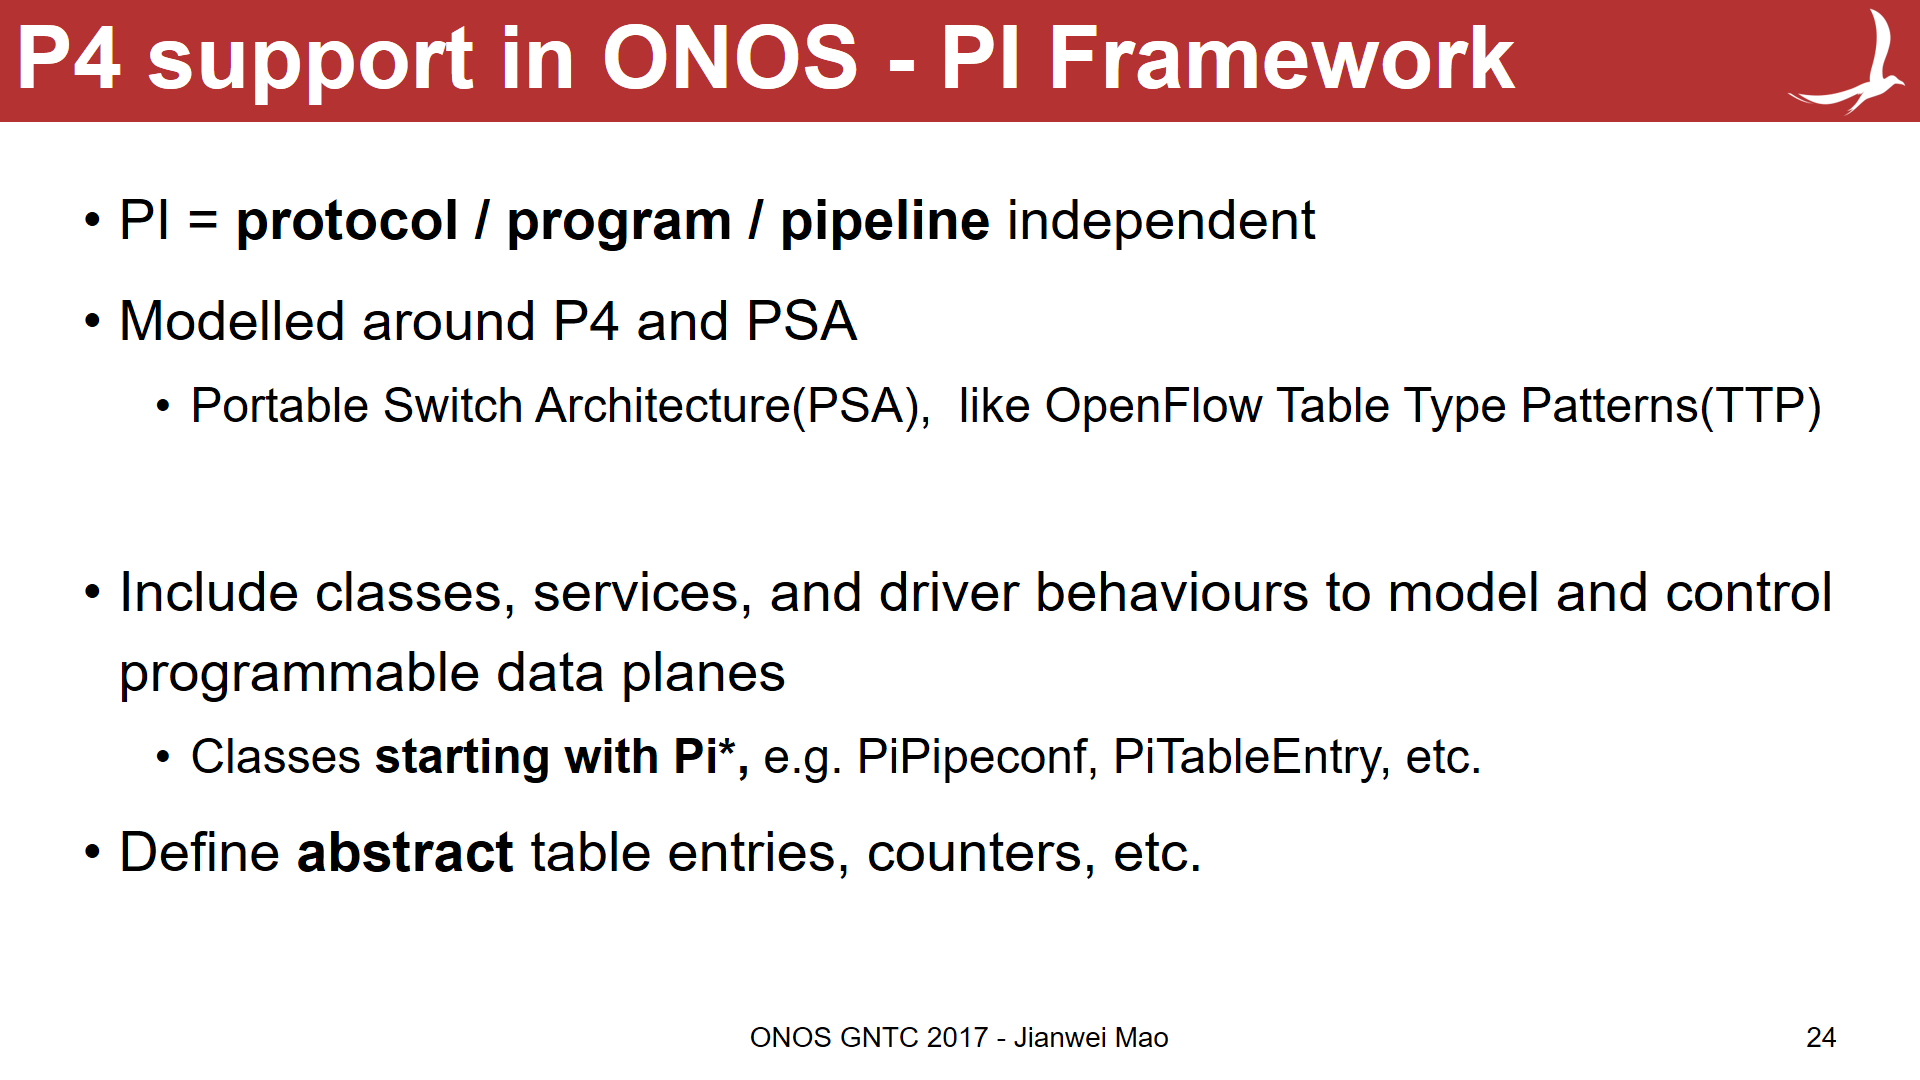 P4 support in ONOS - PI Framework
• PI = protocol / program / pipeline independent
• Modelled around P4 and PSA
• Portable Switch Architecture(PSA),  like OpenFlow Table Type Patterns(TTP)
• Include classes, services, and driver behaviours to model and control
programmable data planes
• Classes starting with Pi*, e.g. PiPipeconf, PiTableEntry, etc.
• Define abstract table entries, counters, etc.
ONOS GNTC 2017 - Jianwei Mao
24